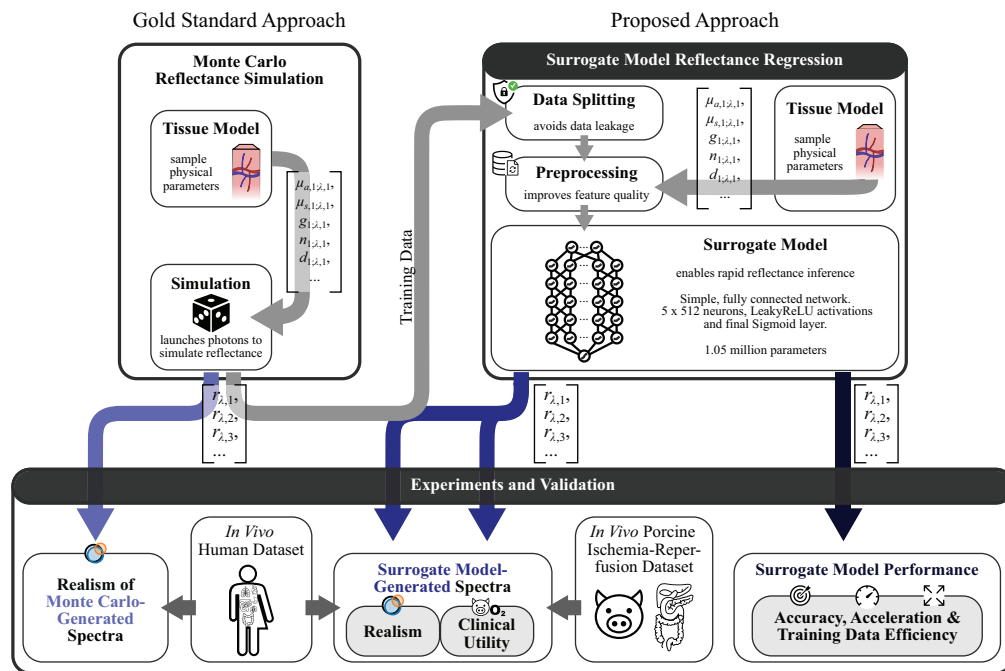 Gold Standard Approach
Proposed Approach
Monte Carlo
Reflectance Simulation
Tissue Model
sample
physical
parameters
μa,1;λ,1,
μs,1;λ,1,
g1;λ,1,
n1;λ,1,
d1;λ,1,
...
Simulation
launches photons to
simulate reflectance
Training Data
Surrogate Model Reflectance Regression
Data Splitting
avoids data leakage
Preprocessing
improves feature quality
μa,1;λ,1,
μs,1;λ,1,
g1;λ,1,
n1;λ,1,
d1;λ,1,
...
Tissue Model
sample
physical
parameters
Surrogate Model
enables rapid reflectance inference
Simple, fully connected network.
5 x 512 neurons, LeakyReLU activations
and final Sigmoid layer.
1.05 million parameters
rλ,1,
rλ,2,
rλ,3,
...
rλ,1,
rλ,2,
rλ,3,
...
rλ,1,
rλ,2,
rλ,3,
...
Experiments and Validation
Realism of
Monte Carlo-
Generated
Spectra
In Vivo
Human Dataset
Surrogate Model-
Generated Spectra
Realism
O2
Clinical
Utility
In Vivo Porcine
Ischemia-Reper-
fusion Dataset
Surrogate Model Performance
Accuracy, Acceleration &
Training Data Efficiency